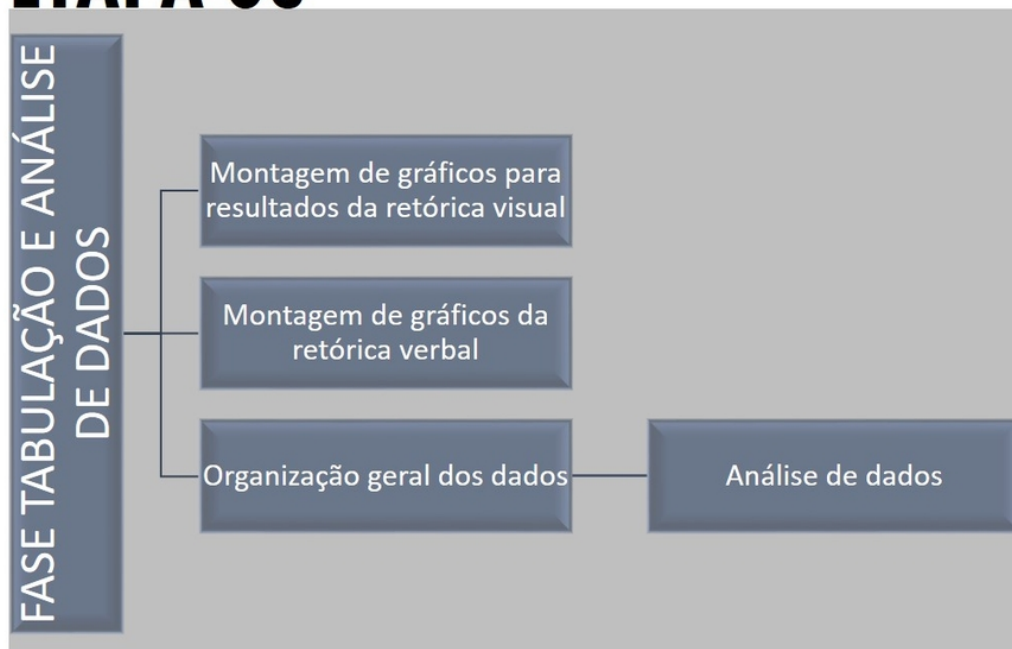 FASE TABULAÇÃO E ANÁLISE
DE DADOS
Montagem de gráficos para
resultados da retórica visual
Montagem de gráficos da
retórica verbal
Organização geral dos dados
Análise de dados